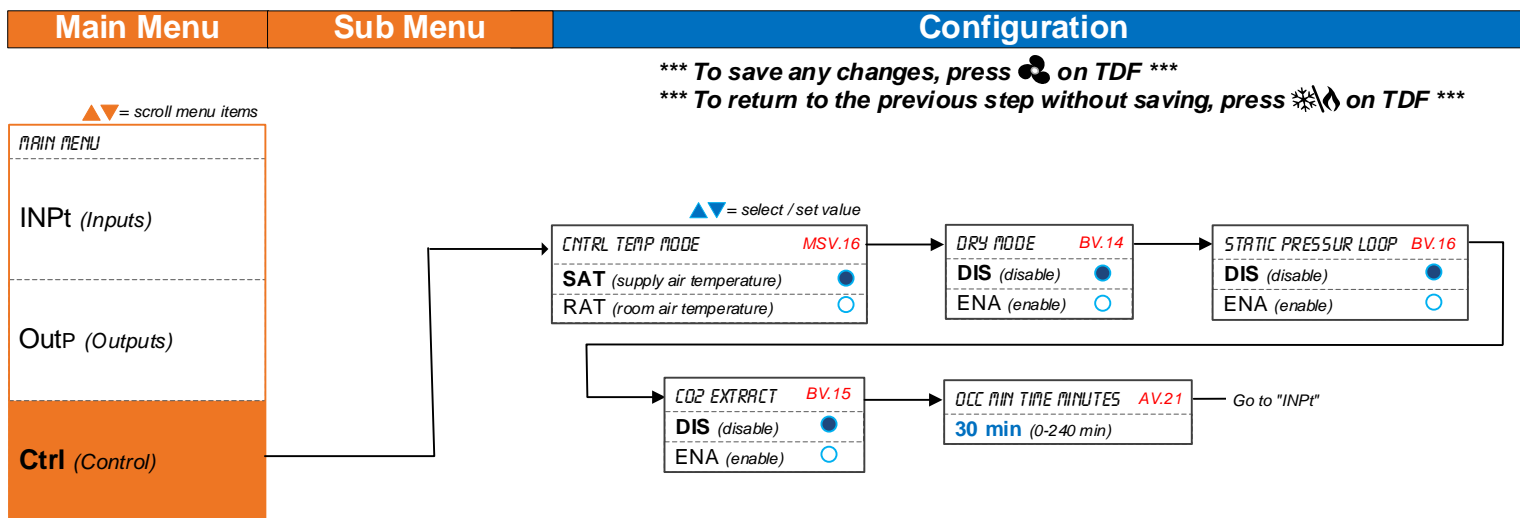 Main Menu
Sub Menu
Configuration
*** To save any changes, press on TDF ***
*** To return to the previous step without saving, press on TDF ***
▲▼= scroll menu items
MAIN MENU
INPt (Inputs)
OutP (Outputs)
Ctrl (Control)
▲▼= select / set value
CNTRL TEMP MODE MSV.16
SAT (supply air temperature)
RAT (room air temperature)
DRY MODE BV.14
DIS (disable)
ENA (enable)
STATIC PRESSUR LOOP BV.16
DIS (disable)
ENA (enable)
CO2 EXTRACT BV.15
DIS (disable)
ENA (enable)
OCC MIN TIME MINUTES AV.21
30 min (0-240 min)
Go to "INPt"